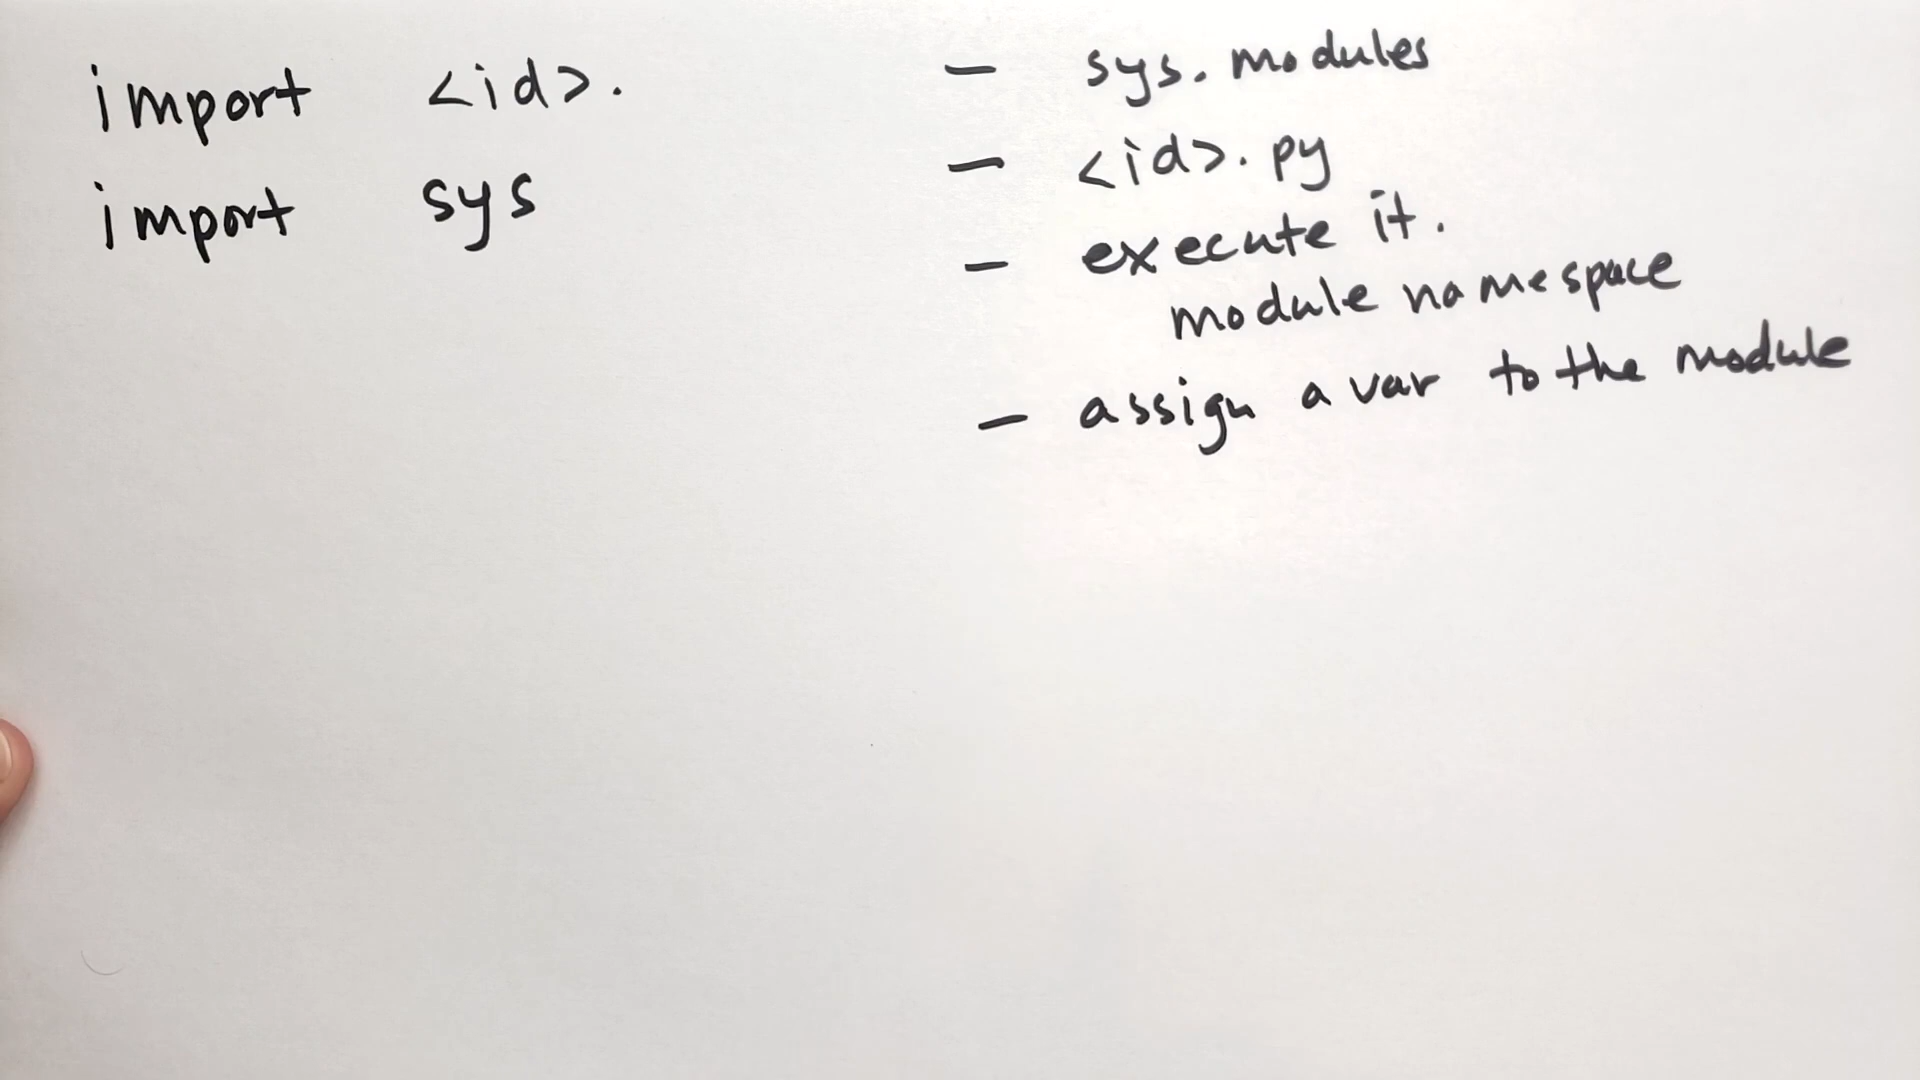 import <id>.
import sys
- sys.modules
- <id>.py
- execute it.
module namespace
- assign a var to the module